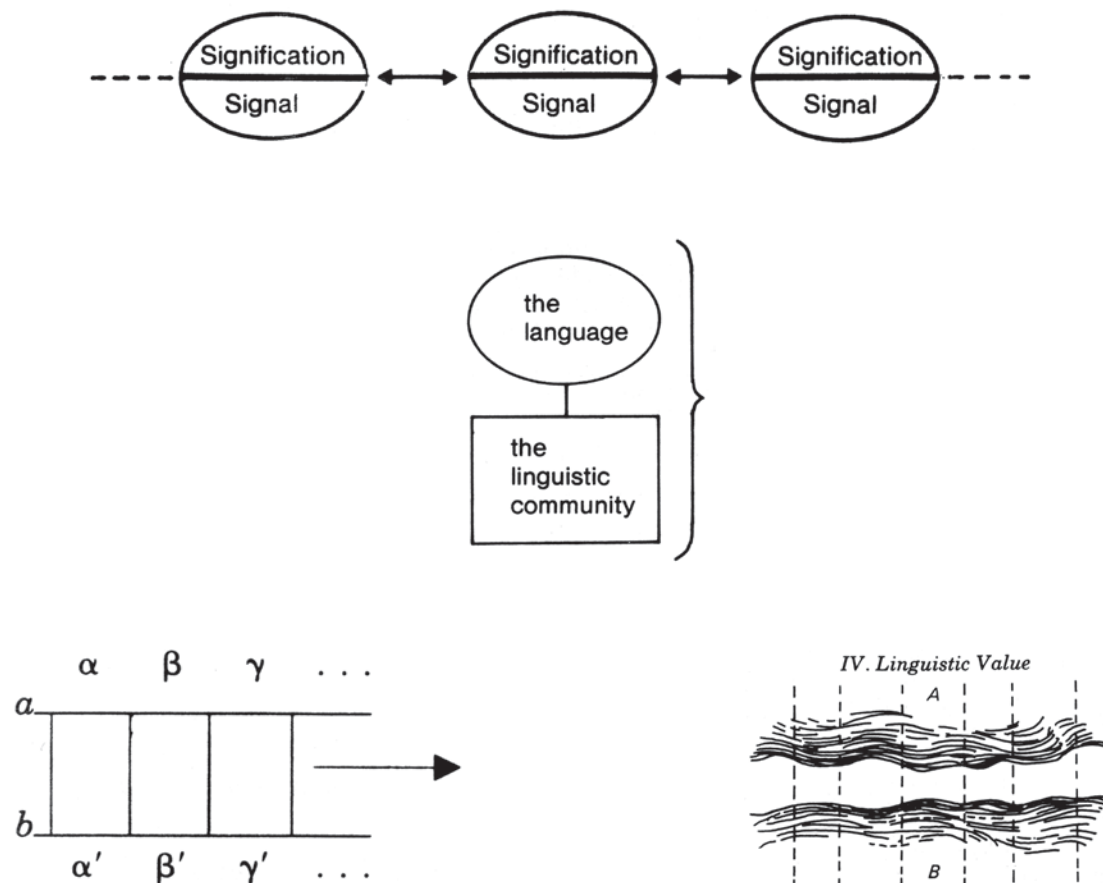 Signification Signification Signification
Signal Signal Signal
the
language
the
linguistic
community
α β γ . . .
a
b
α′ β′ γ′ . . .
IV. Linguistic Value
A
B